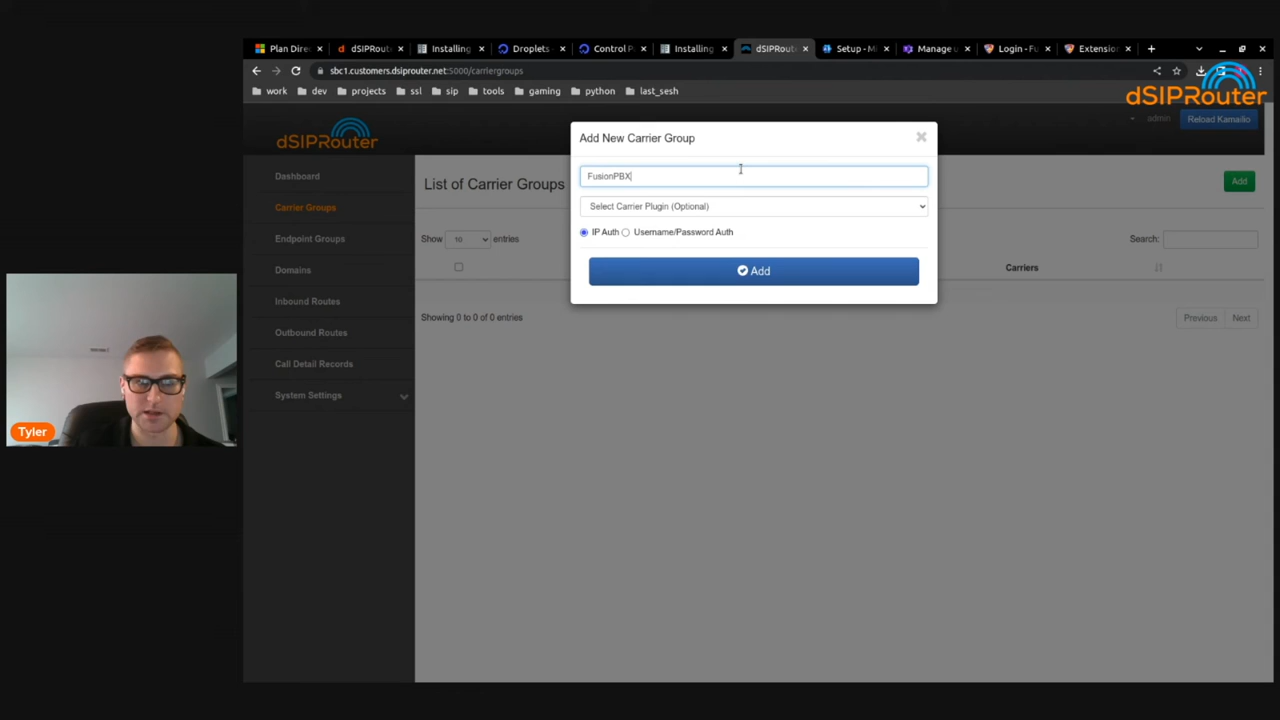 Plan Dire
dSIPRout
Installing
Droplets -
Control P
Installing
dSIPRout
Setup - Mi
Manage u
Login - Fu
Extension
sbc1.customers.dsiprouter.net:5000/carriergroups
work
dev
projects
ssl
sip
tools
gaming
python
last_sesh
dSIPRouter
dSIPRouter
admin
Reload Kamailio
Dashboard
Carrier Groups
Endpoint Groups
Domains
Inbound Routes
Outbound Routes
Call Detail Records
System Settings
List of Carrier Groups
Add
Show 10 entries
Search:
Carriers
Showing 0 to 0 of 0 entries
Previous
Next
Add New Carrier Group
FusionPBX
Select Carrier Plugin (Optional)
IP Auth
Username/Password Auth
Add
Tyler